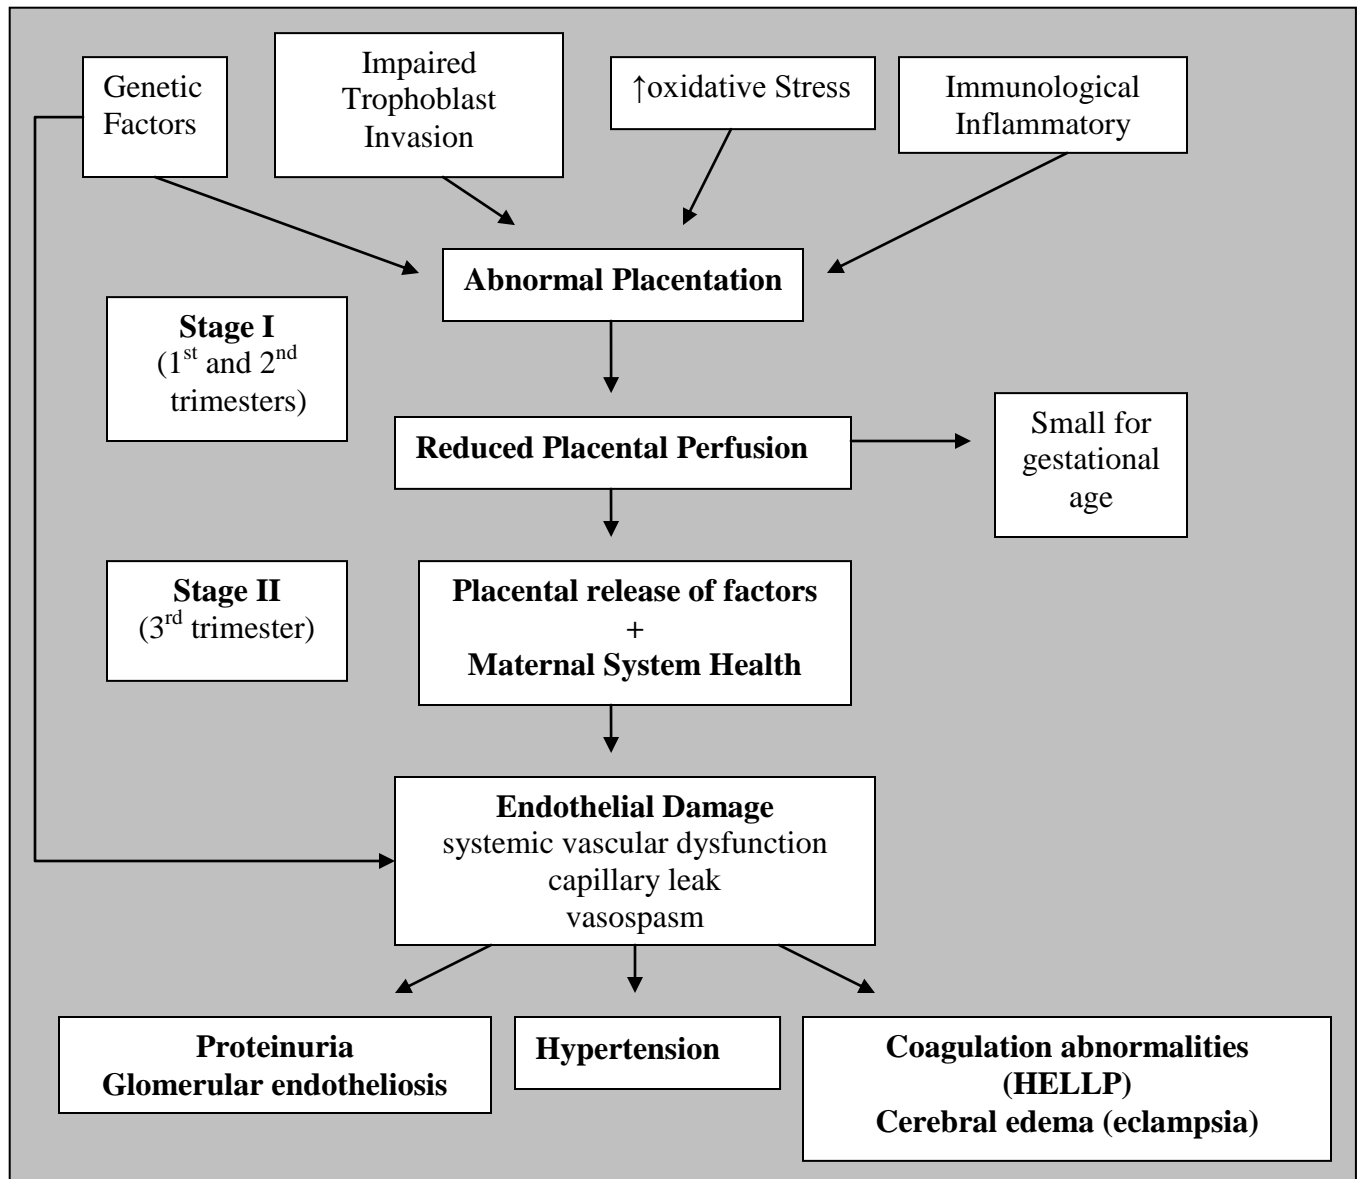 Genetic
Factors
Impaired
Trophoblast
Invasion
↑oxidative Stress
Immunological
Inflammatory
Abnormal Placentation
Stage I
(1st and 2nd
trimesters)
Reduced Placental Perfusion
Small for
gestational
age
Stage II
(3rd trimester)
Placental release of factors
+
Maternal System Health
Endothelial Damage
systemic vascular dysfunction
capillary leak
vasospasm
Proteinuria
Glomerular endotheliosis
Hypertension
Coagulation abnormalities
(HELLP)
Cerebral edema (eclampsia)